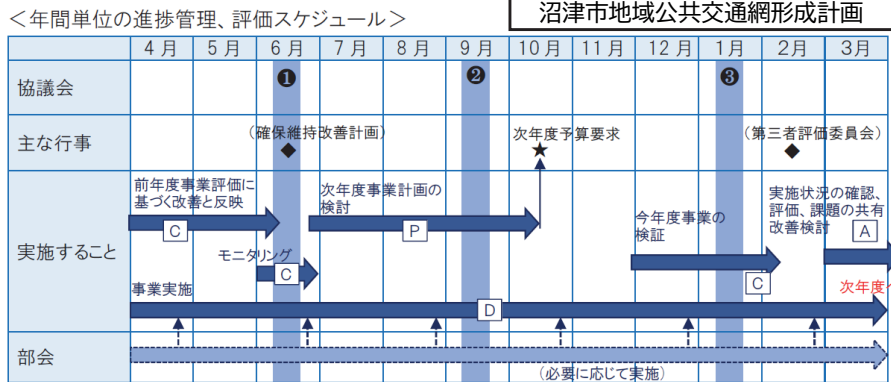 ＜年間単位の進捗管理、評価スケジュール＞
沼津市地域公共交通網形成計画
4月 5月 6月 7月 8月 9月 10月 11月 12月 1月 2月 3月
協議会
❶ ❷ ❸
主な行事
（確保維持改善計画）
◆
次年度予算要求
★
（第三者評価委員会）
◆
実施すること
前年度事業評価に
基づく改善と反映
C
モニタリング
C
次年度事業計画の
検討
P
今年度事業の
検証
C
実施状況の確認、
評価、課題の共有
改善検討
A
事業実施
D
次年度へ
部会
（必要に応じて実施）